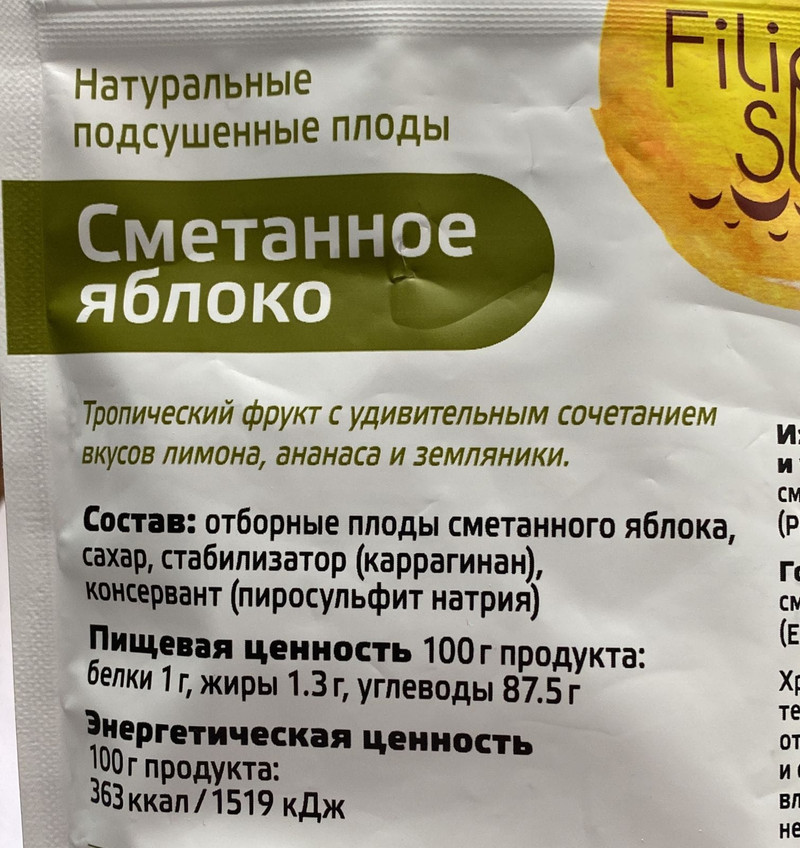 Натуральные
подсушенные плоды
Сметанное
яблоко
Тропический фрукт с удивительным сочетанием
вкусов лимона, ананаса и земляники.
Состав: отборные плоды сметанного яблока,
сахар, стабилизатор (каррагинан),
консервант (пиросульфит натрия)
Пищевая ценность 100 г продукта:
белки 1 г, жиры 1.3 г, углеводы 87.5 г
Энергетическая ценность
100 г продукта:
363 ккал / 1519 кДж